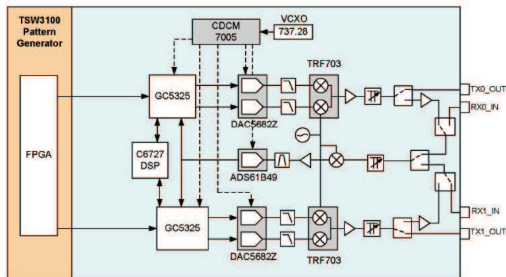 TSW3100
Pattern
Generator
CDCM
7005
VCXO
737.28
TRF703
GC5325
DAC5682Z
TX0_OUT
RX0_IN
FPGA
C6727
DSP
ADS61B49
GC5325
DAC5682Z
TRF703
RX1_IN
TX1_OUT